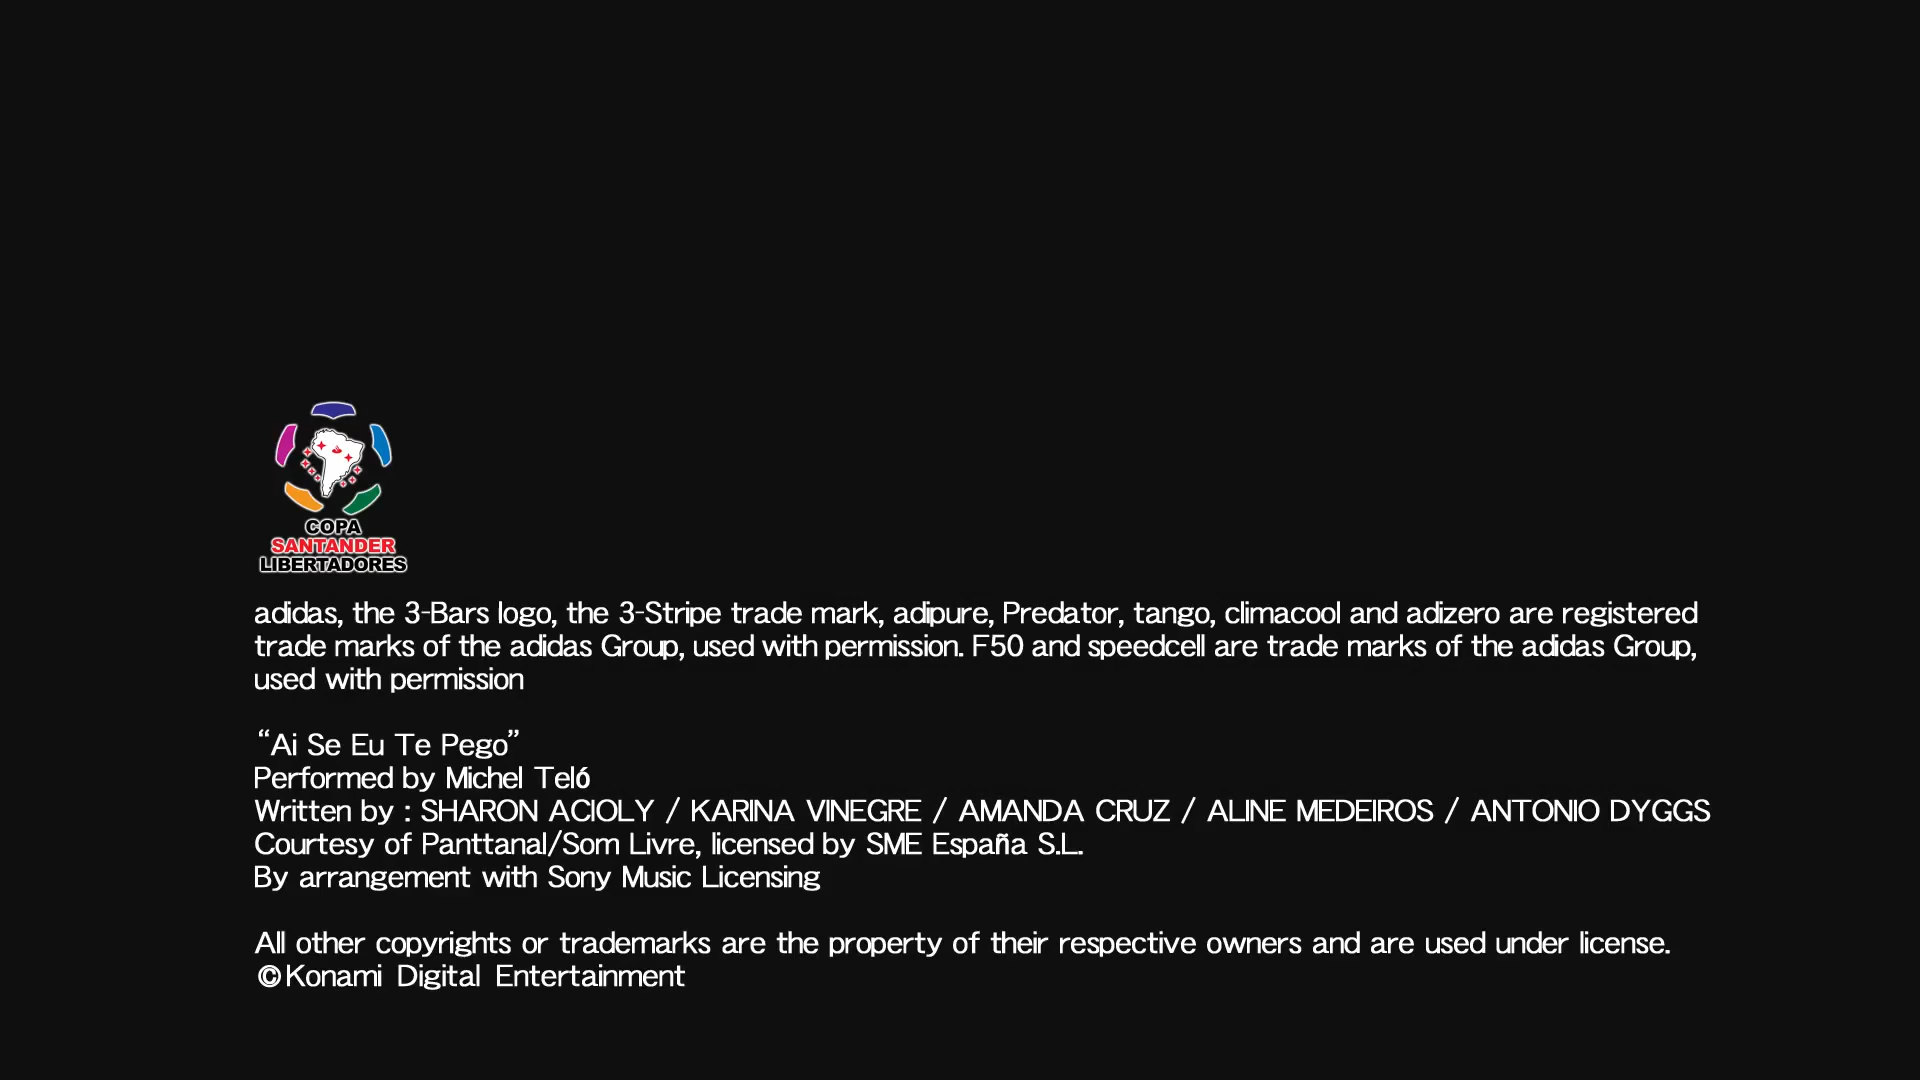 COPA
SANTANDER
LIBERTADORES
adidas, the 3-Bars logo, the 3-Stripe trade mark, adipure, Predator, tango, climacool and adizero are registered
trade marks of the adidas Group, used with permission. F50 and speedcell are trade marks of the adidas Group,
used with permission
“Ai Se Eu Te Pego”
Performed by Michel Teló
Written by : SHARON ACIOLY / KARINA VINEGRE / AMANDA CRUZ / ALINE MEDEIROS / ANTONIO DYGGS
Courtesy of Panttanal/Som Livre, licensed by SME España S.L.
By arrangement with Sony Music Licensing
All other copyrights or trademarks are the property of their respective owners and are used under license.
©Konami Digital Entertainment